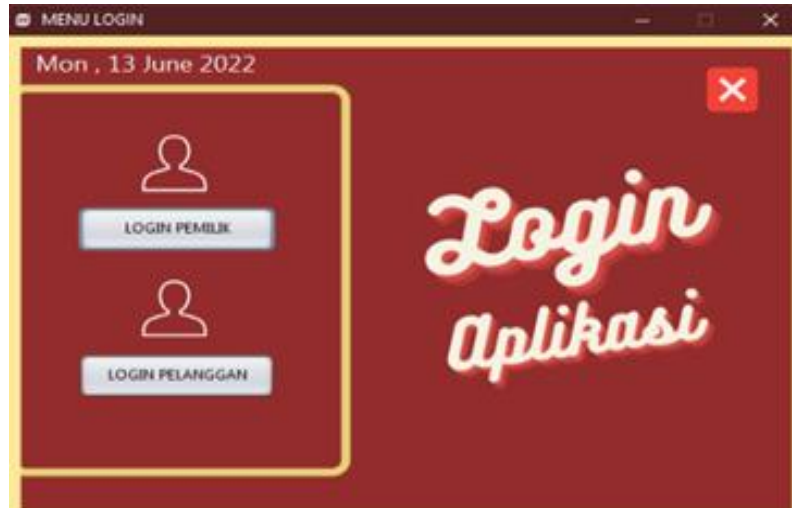 MENU LOGIN
Mon , 13 June 2022
LOGIN PEMILIK
LOGIN PELANGGAN
Login
Aplikasi